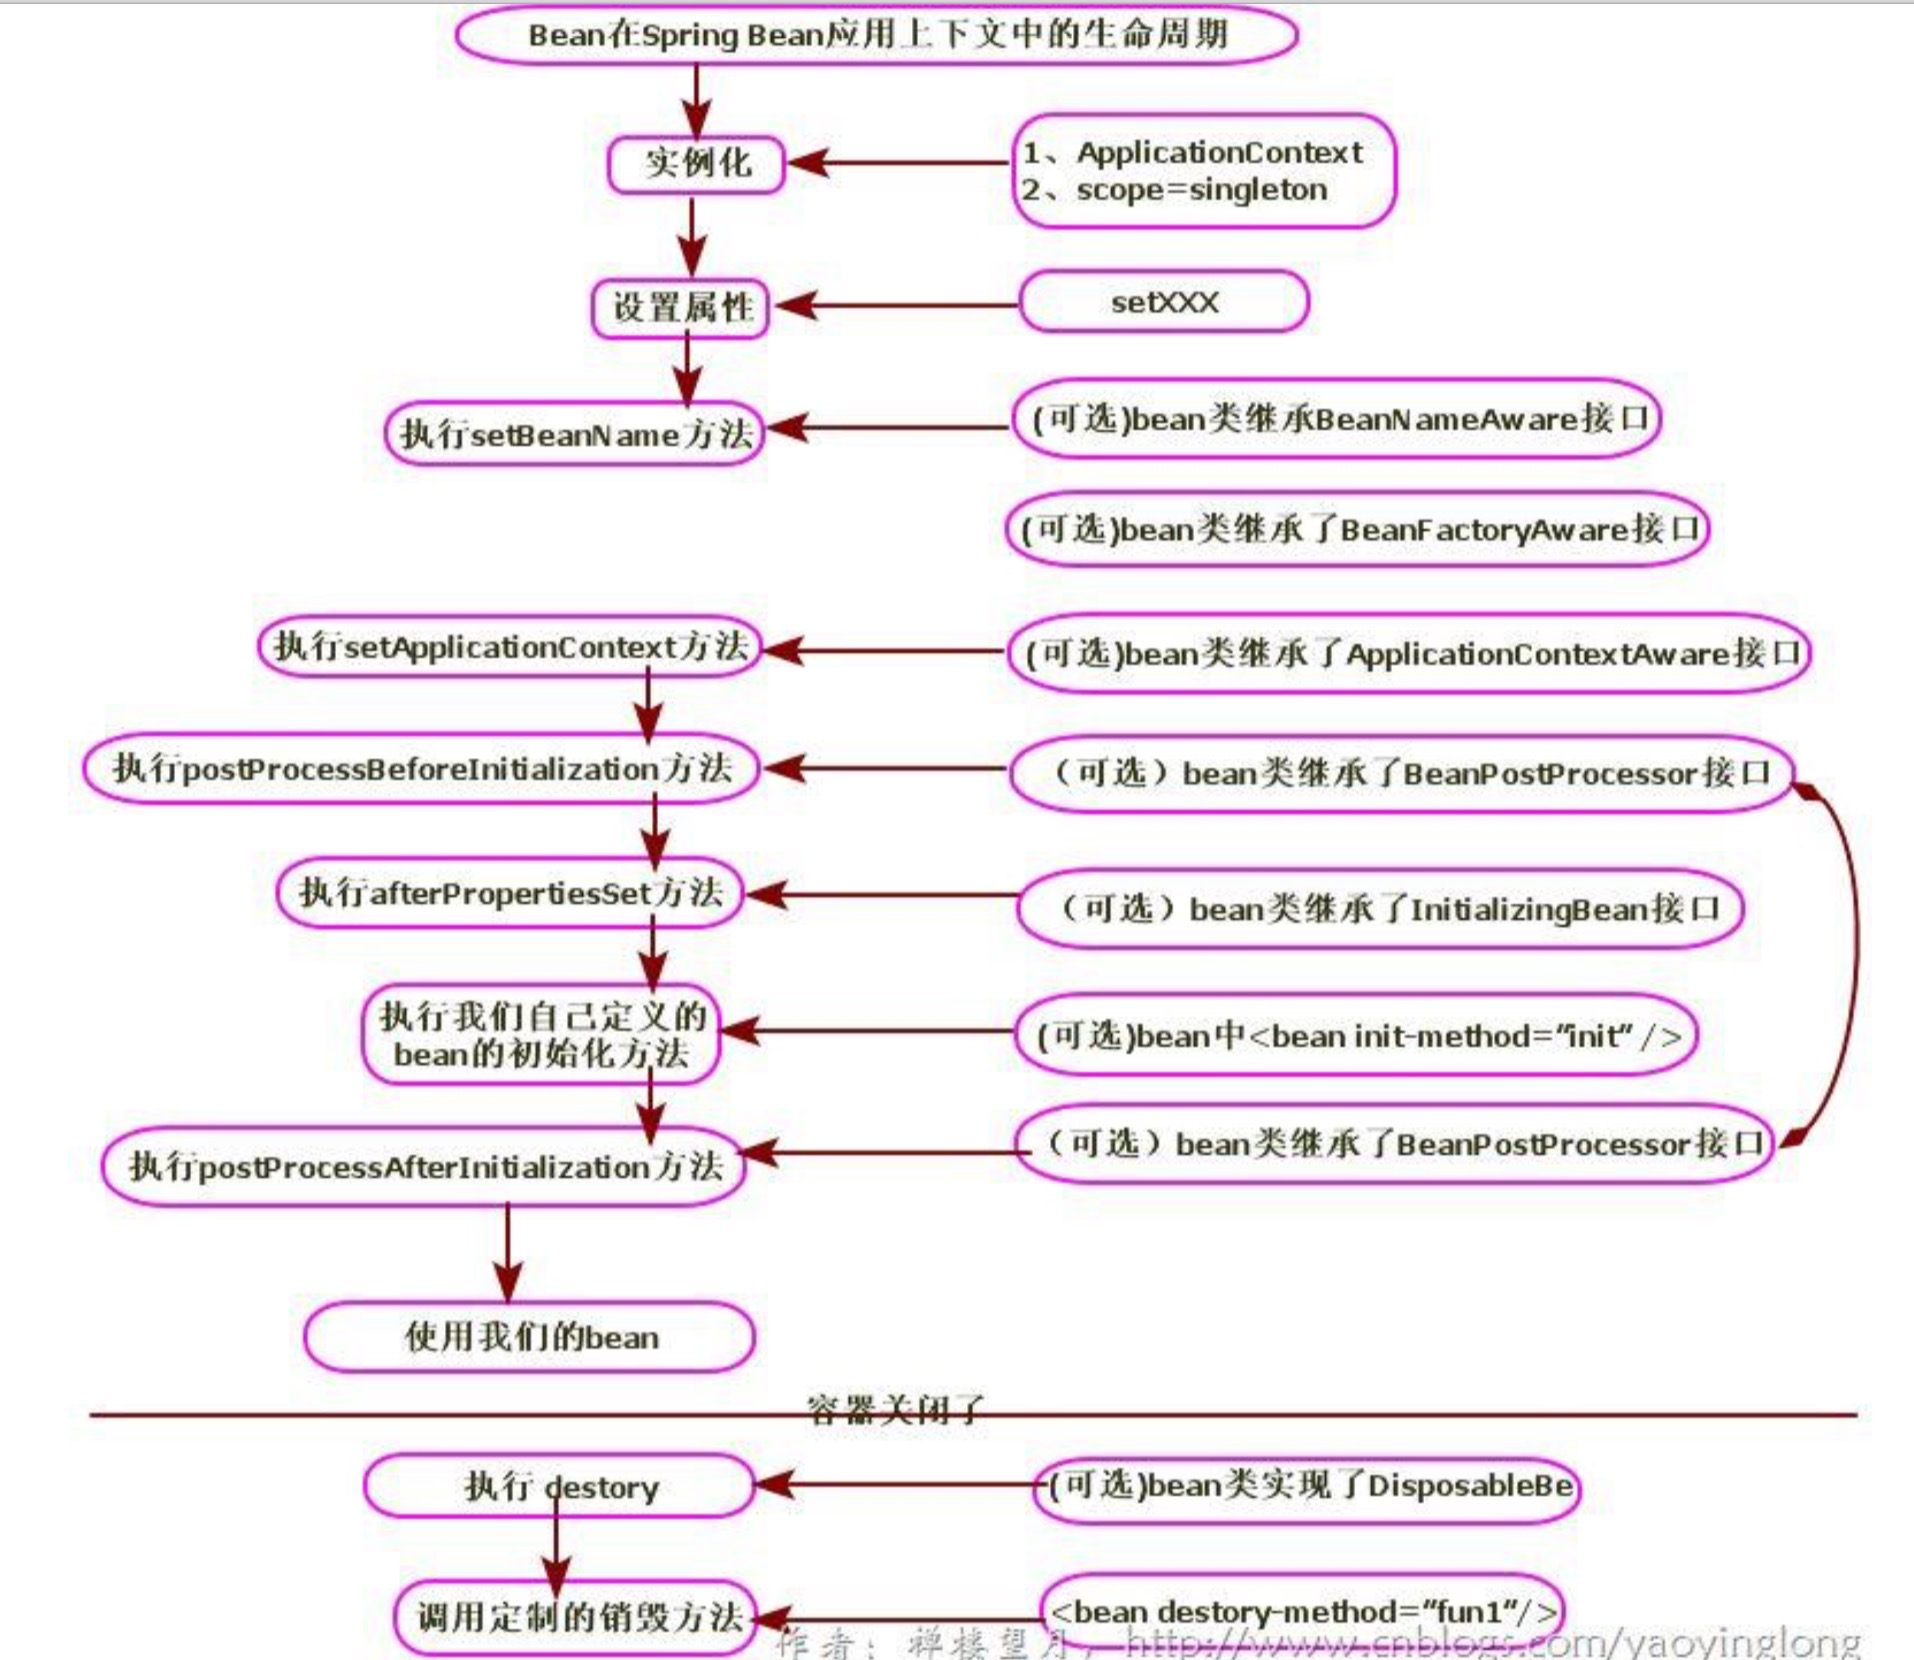 Bean在Spring Bean应用上下文中的生命周期
实例化
1、ApplicationContext
2、scope=singleton
设置属性
setXXX
执行setBeanName方法
(可选)bean类继承BeanNameAware接口
(可选)bean类继承了BeanFactoryAware接口
执行setApplicationContext方法
(可选)bean类继承了ApplicationContextAware接口
执行postProcessBeforeInitialization方法
（可选）bean类继承了BeanPostProcessor接口
执行afterPropertiesSet方法
（可选）bean类继承了InitializingBean接口
执行我们自己定义的
bean的初始化方法
(可选)bean中<bean init-method="init" />
执行postProcessAfterInitialization方法
（可选）bean类继承了BeanPostProcessor接口
使用我们的bean
容器关闭了
执行 destory
(可选)bean类实现了DisposableBe
调用定制的销毁方法
<bean destory-method="fun1"/>
作者：禅楼望月，http://www.cnblogs.com/yaoyinglong